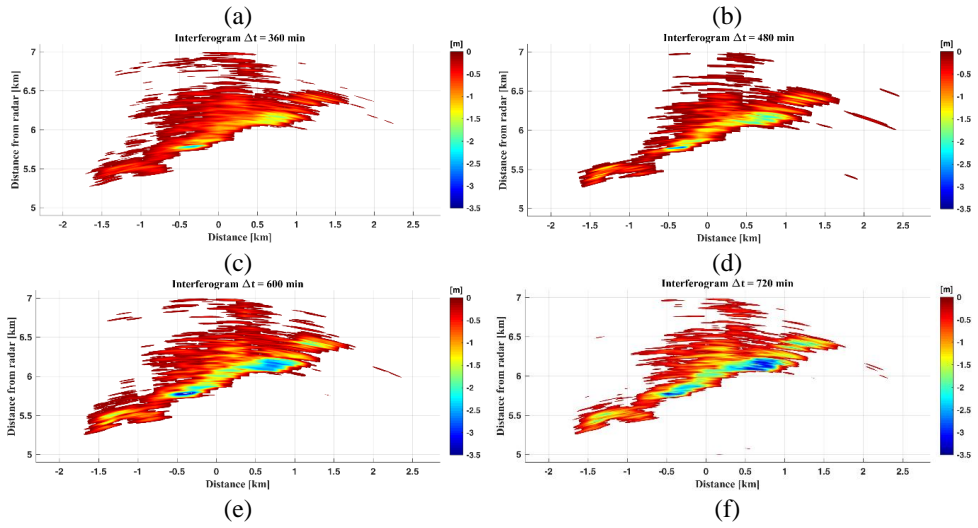 (a) (b)
Interferogram Δt = 360 min Interferogram Δt = 480 min
[m] [m]
7 0 7 0
-0.5 -0.5
6.5 -1 6.5 -1
-1.5 -1.5
6 6
-2 -2
5.5 -2.5 5.5 -2.5
-3 -3
5 -3.5 5 -3.5
Distance from radar [km] Distance from radar [km]
-2 -1.5 -1 -0.5 0 0.5 1 1.5 2 2.5 -2 -1.5 -1 -0.5 0 0.5 1 1.5 2 2.5
Distance [km] Distance [km]
(c) (d)
Interferogram Δt = 600 min Interferogram Δt = 720 min
[m] [m]
7 0 7 0
-0.5 -0.5
6.5 -1 6.5 -1
-1.5 -1.5
6 6
-2 -2
5.5 -2.5 5.5 -2.5
-3 -3
5 -3.5 5 -3.5
Distance from radar [km] Distance from radar [km]
-2 -1.5 -1 -0.5 0 0.5 1 1.5 2 2.5 -2 -1.5 -1 -0.5 0 0.5 1 1.5 2 2.5
Distance [km] Distance [km]
(e) (f)